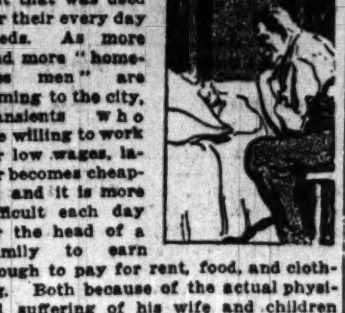 that was used
their every day
eds. As more
d more "home-
s men" are
ming to the city,
ansients who
e willing to work
r low wages, la-
r becomes cheap-
and it is more
fficult each day
r the head of a
mily to earn
ough to pay for rent, food, and cloth-
g. Both because of the actual physi-
l suffering of his wife and children